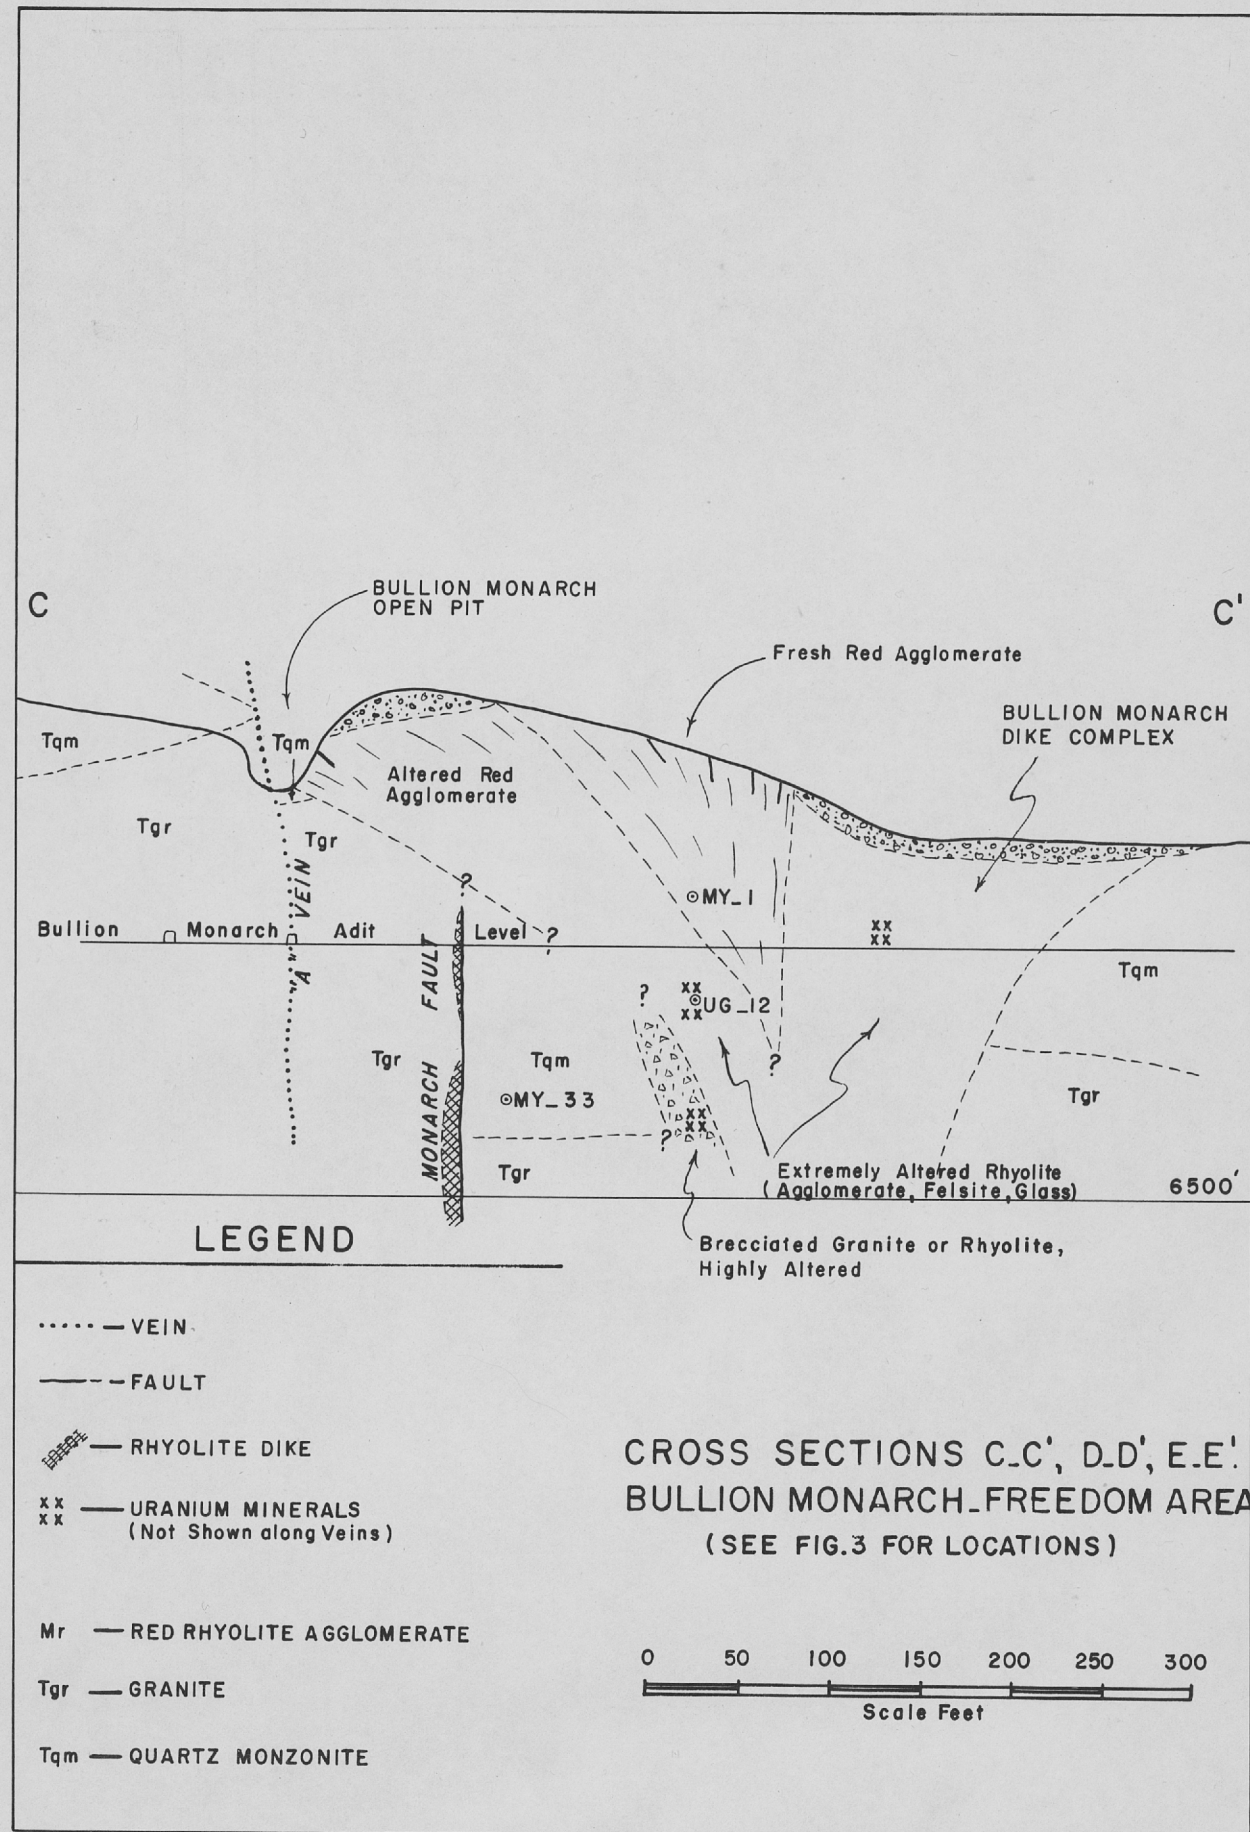 C
BULLION MONARCH
OPEN PIT
C'
Fresh Red Agglomerate
BULLION MONARCH
DIKE COMPLEX
Tqm
Tqm
Altered Red
Agglomerate
Tgr
Tgr
"A" VEIN
?
MY_1
Bullion Monarch Adit Level ?
xx
xx
Tqm
MONARCH FAULT
?
xx
UG_12
xx
Tgr
Tqm
?
MY_33
Tgr
xx
xx
?
Tgr
Extremely Altered Rhyolite
(Agglomerate, Felsite, Glass)
6500'
Brecciated Granite or Rhyolite,
Highly Altered
LEGEND
VEIN
FAULT
RHYOLITE DIKE
xx
xx
URANIUM MINERALS
(Not Shown along Veins)
Mr — RED RHYOLITE AGGLOMERATE
Tgr — GRANITE
Tqm — QUARTZ MONZONITE
CROSS SECTIONS C_C', D_D', E_E'.
BULLION MONARCH_FREEDOM AREA
(SEE FIG.3 FOR LOCATIONS)
0 50 100 150 200 250 300
Scale Feet